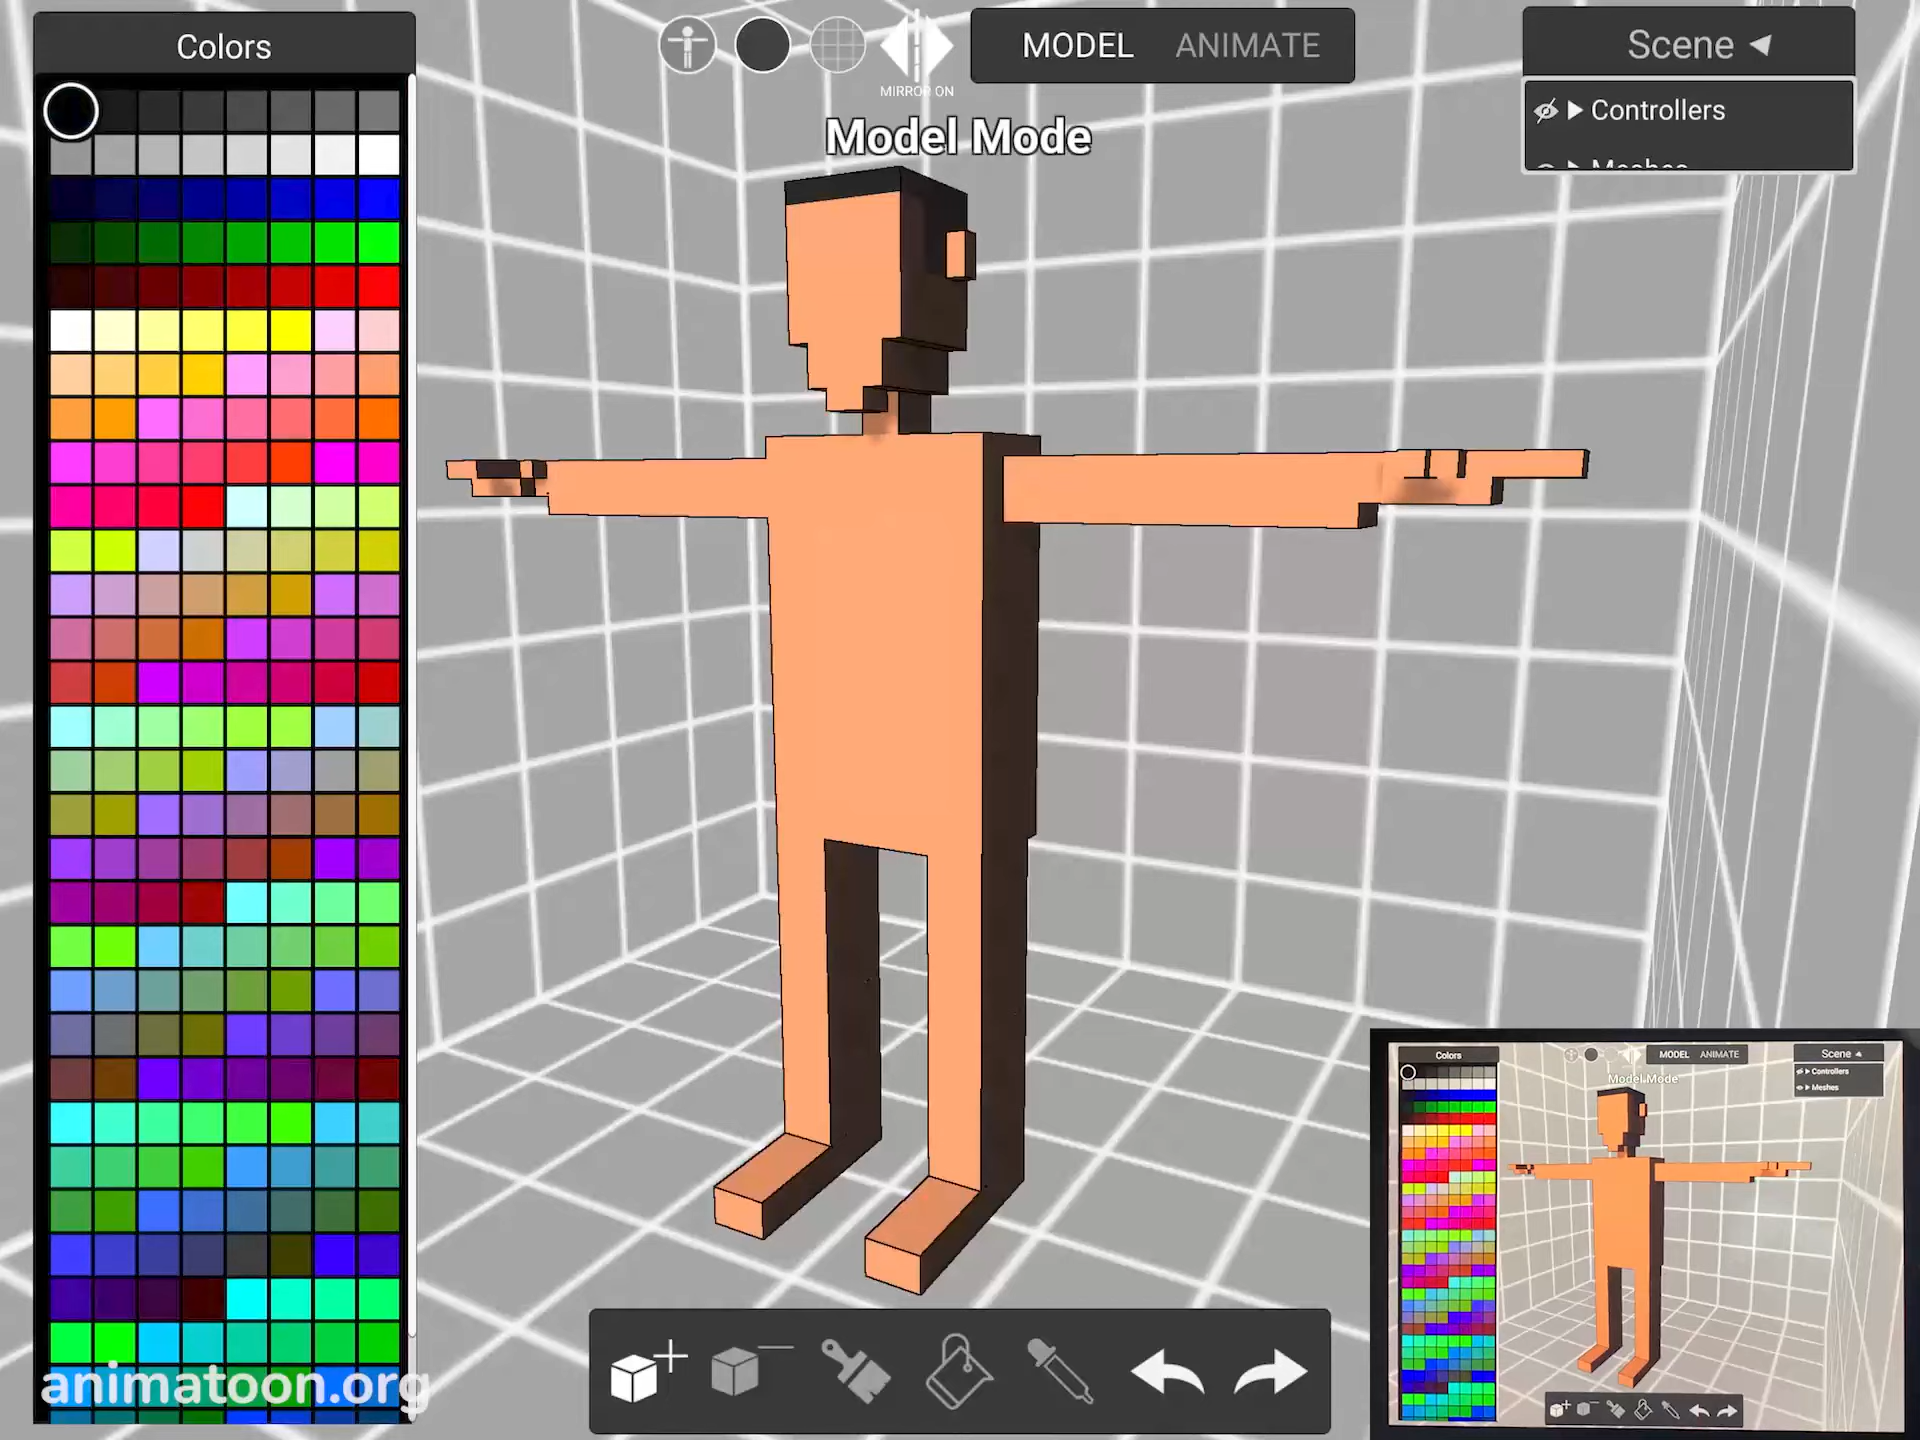 Colors
MIRROR ON
MODEL ANIMATE
Scene
Controllers
Meshes
Model Mode
animatoon.org
Colors
MODEL ANIMATE
Scene
Controllers
Meshes
Model Mode